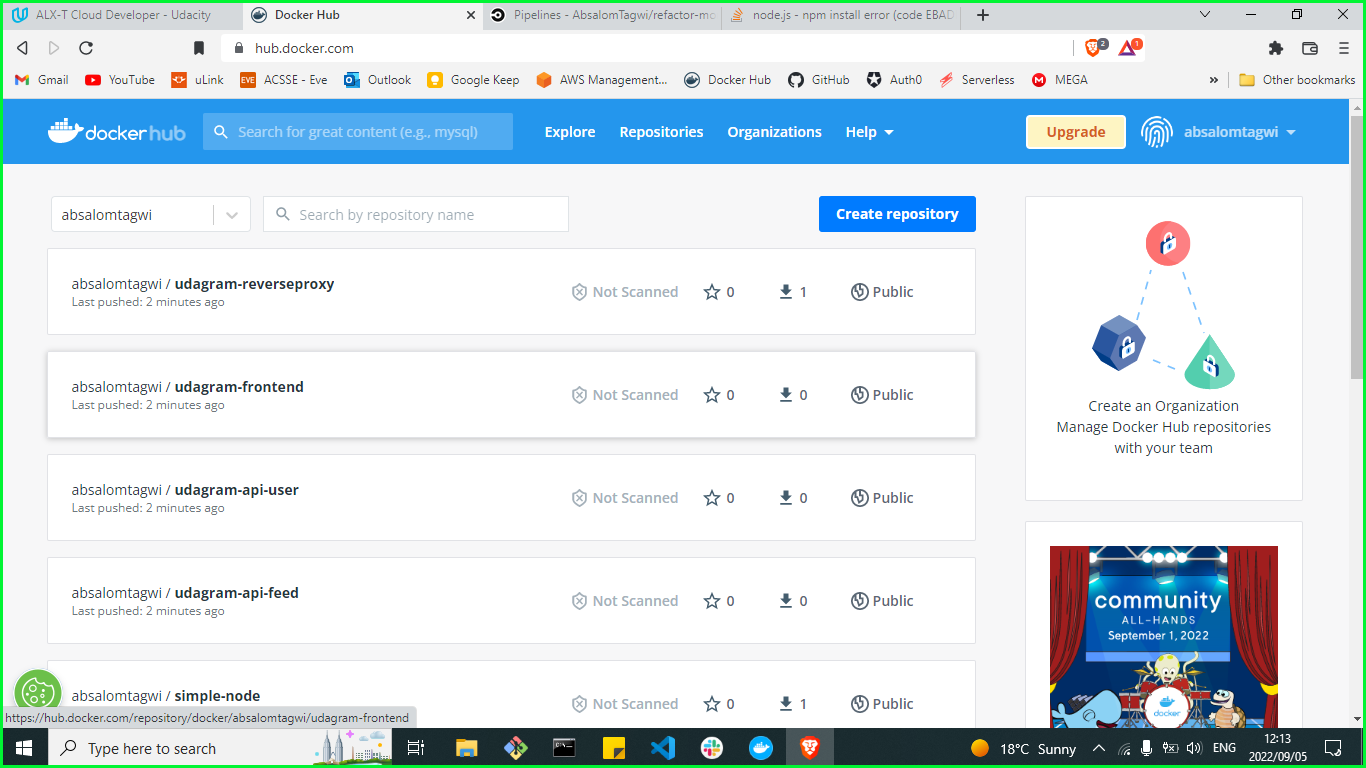 ALX-T Cloud Developer - Udacity
Docker Hub
Pipelines - AbsalomTagwi/refactor-mo
node.js - npm install error (code EBAD
hub.docker.com
2
1
Gmail
YouTube
uLink
EVE
ACSSE - Eve
Outlook
Google Keep
AWS Management...
Docker Hub
GitHub
Auth0
Serverless
MEGA
»
Other bookmarks
dockerhub
Search for great content (e.g., mysql)
Explore
Repositories
Organizations
Help
Upgrade
absalomtagwi
absalomtagwi
Search by repository name
Create repository
absalomtagwi / udagram-reverseproxy
Last pushed: 2 minutes ago
Not Scanned
0
1
Public
absalomtagwi / udagram-frontend
Last pushed: 2 minutes ago
Not Scanned
0
0
Public
absalomtagwi / udagram-api-user
Last pushed: 2 minutes ago
Not Scanned
0
0
Public
absalomtagwi / udagram-api-feed
Last pushed: 2 minutes ago
Not Scanned
0
0
Public
absalomtagwi / simple-node
Not Scanned
0
1
Public
Create an Organization
Manage Docker Hub repositories
with your team
community
ALL-HANDS
September 1, 2022
docker
https://hub.docker.com/repository/docker/absalomtagwi/udagram-frontend
Type here to search
18°C Sunny
ENG
12:13
2022/09/05